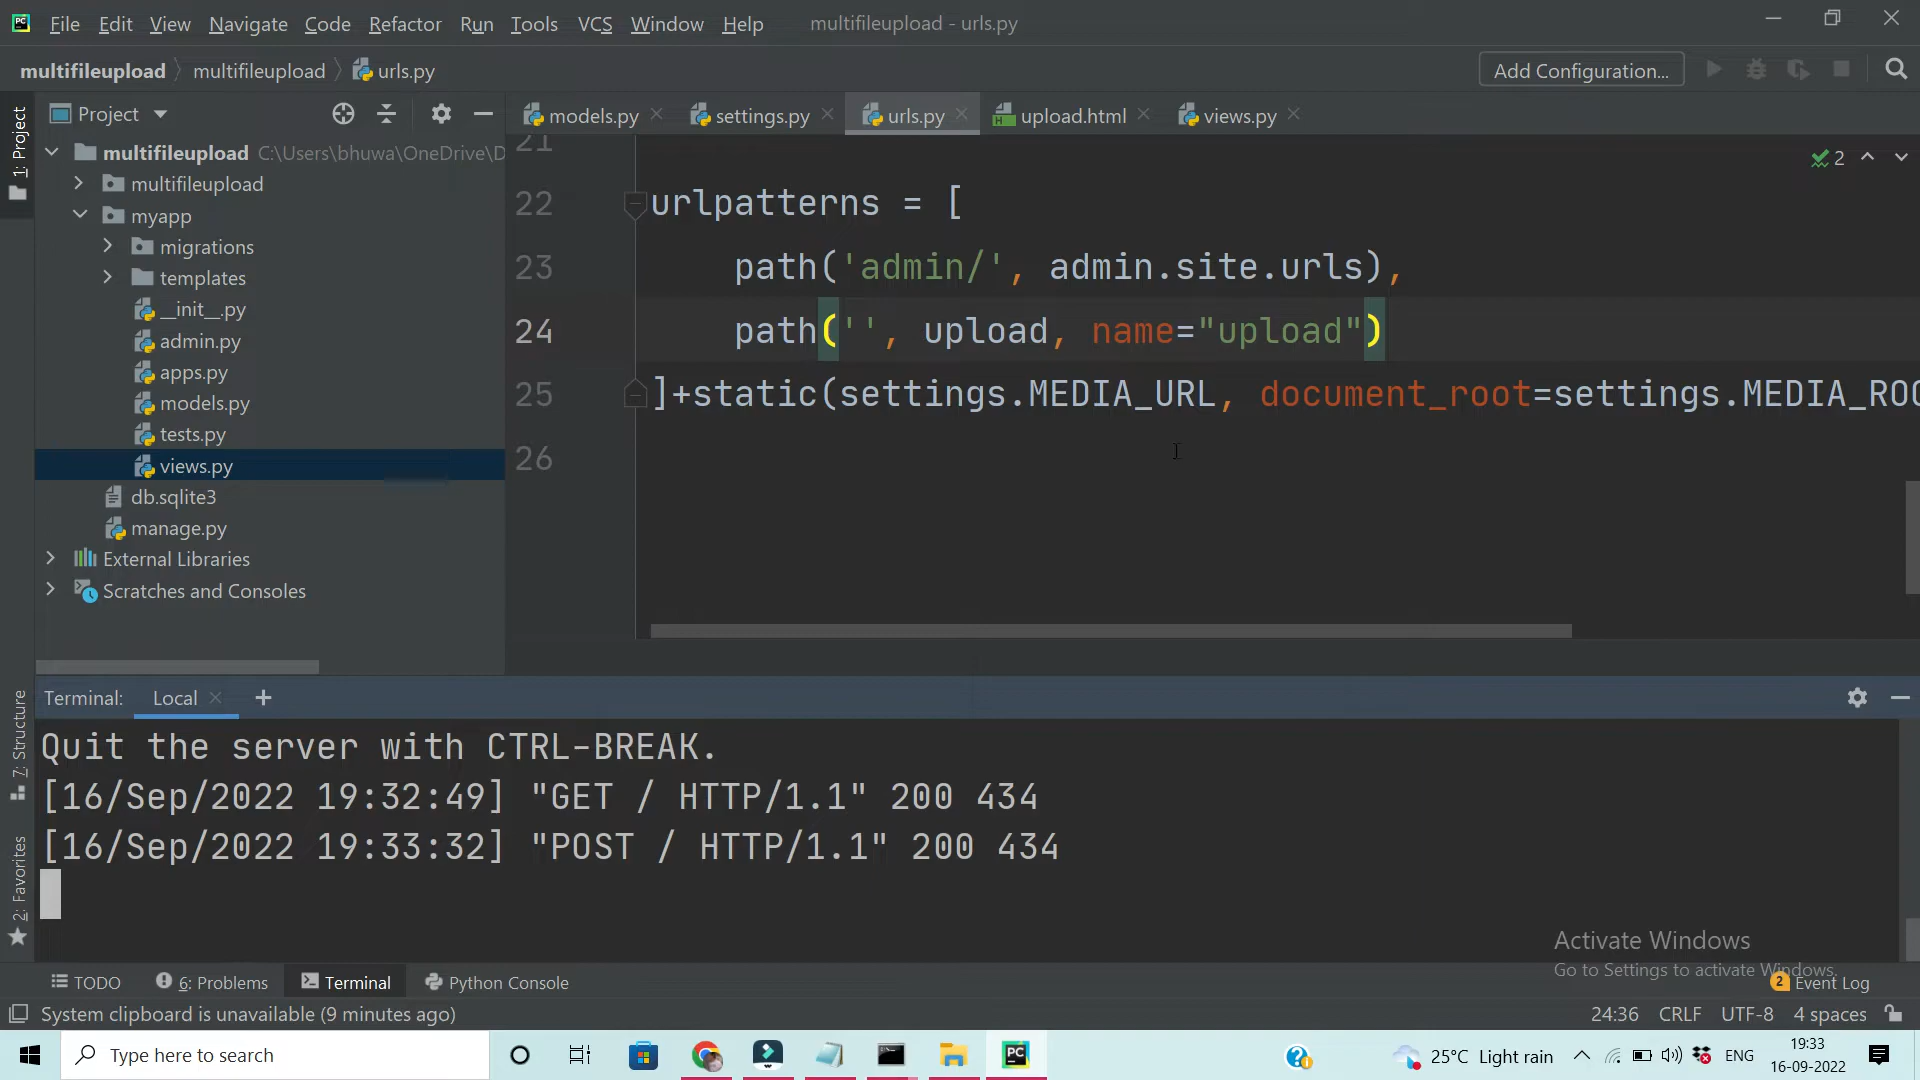 File Edit View Navigate Code Refactor Run Tools VCS Window Help multifileupload - urls.py
multifileupload multifileupload urls.py Add Configuration...
1: Project
Project
models.py settings.py urls.py upload.html views.py
multifileupload C:\Users\bhuwa\OneDrive\D
multifileupload
myapp
migrations
templates
__init__.py
admin.py
apps.py
models.py
tests.py
views.py
db.sqlite3
manage.py
External Libraries
Scratches and Consoles
2
21
22 urlpatterns = [
23 path('admin/', admin.site.urls),
24 path('', upload, name="upload")
25 ]+static(settings.MEDIA_URL, document_root=settings.MEDIA_ROO
26
7: Structure
2: Favorites
Terminal: Local
Quit the server with CTRL-BREAK.
[16/Sep/2022 19:32:49] "GET / HTTP/1.1" 200 434
[16/Sep/2022 19:33:32] "POST / HTTP/1.1" 200 434
Activate Windows
Go to Settings to activate Windows.
TODO 6: Problems Terminal Python Console 2 Event Log
System clipboard is unavailable (9 minutes ago) 24:36 CRLF UTF-8 4 spaces
Type here to search 25°C Light rain ENG 19:33
16-09-2022